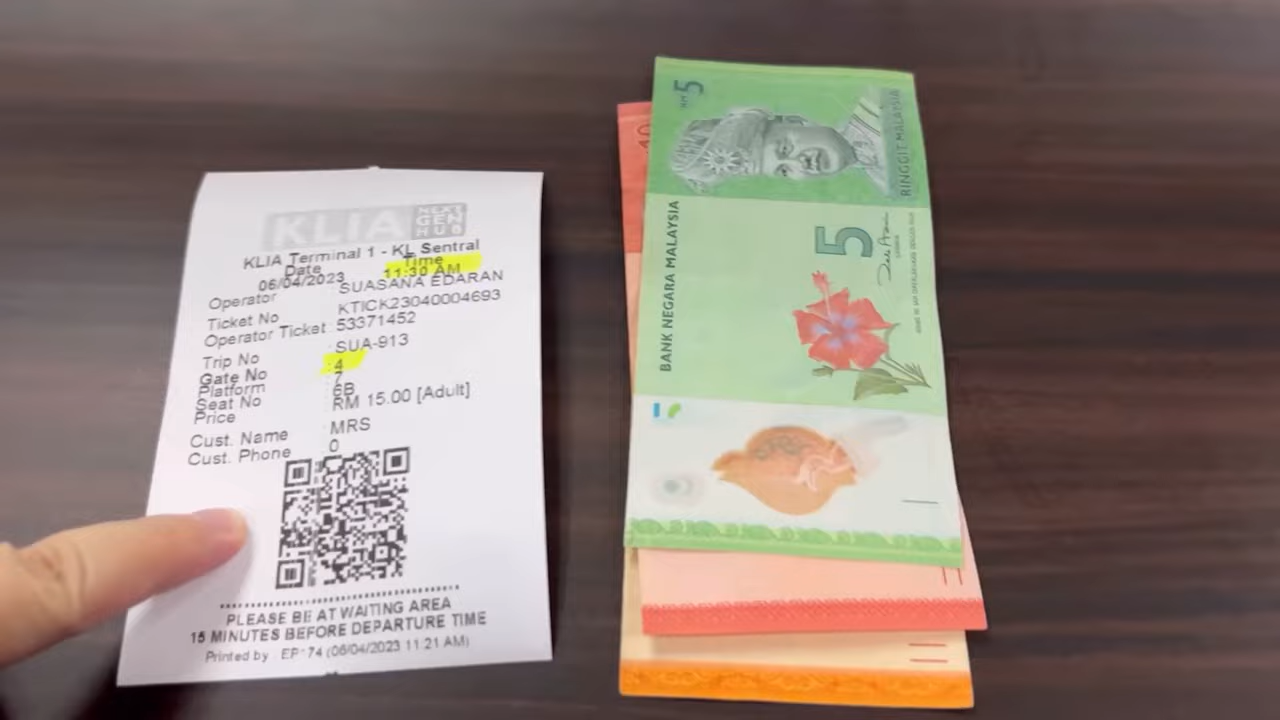 KLIA NEXT GEN HUB
KLIA Terminal 1 - KL Sentral
Date Time
06/04/2023 11:30 AM
Operator : SUASANA EDARAN
Ticket No : KTICK23040004693
Operator Ticket : 53371452
Trip No : SUA-913
Gate No : 4
Platform : 7
Seat No : 6B
Price : RM 15.00 [Adult]
Cust. Name : MRS
Cust. Phone : 0
PLEASE BE AT WAITING AREA
15 MINUTES BEFORE DEPARTURE TIME
Printed by : EP*74 (06/04/2023 11:21 AM)
RM5
RINGGIT MALAYSIA
BANK NEGARA MALAYSIA
5
10